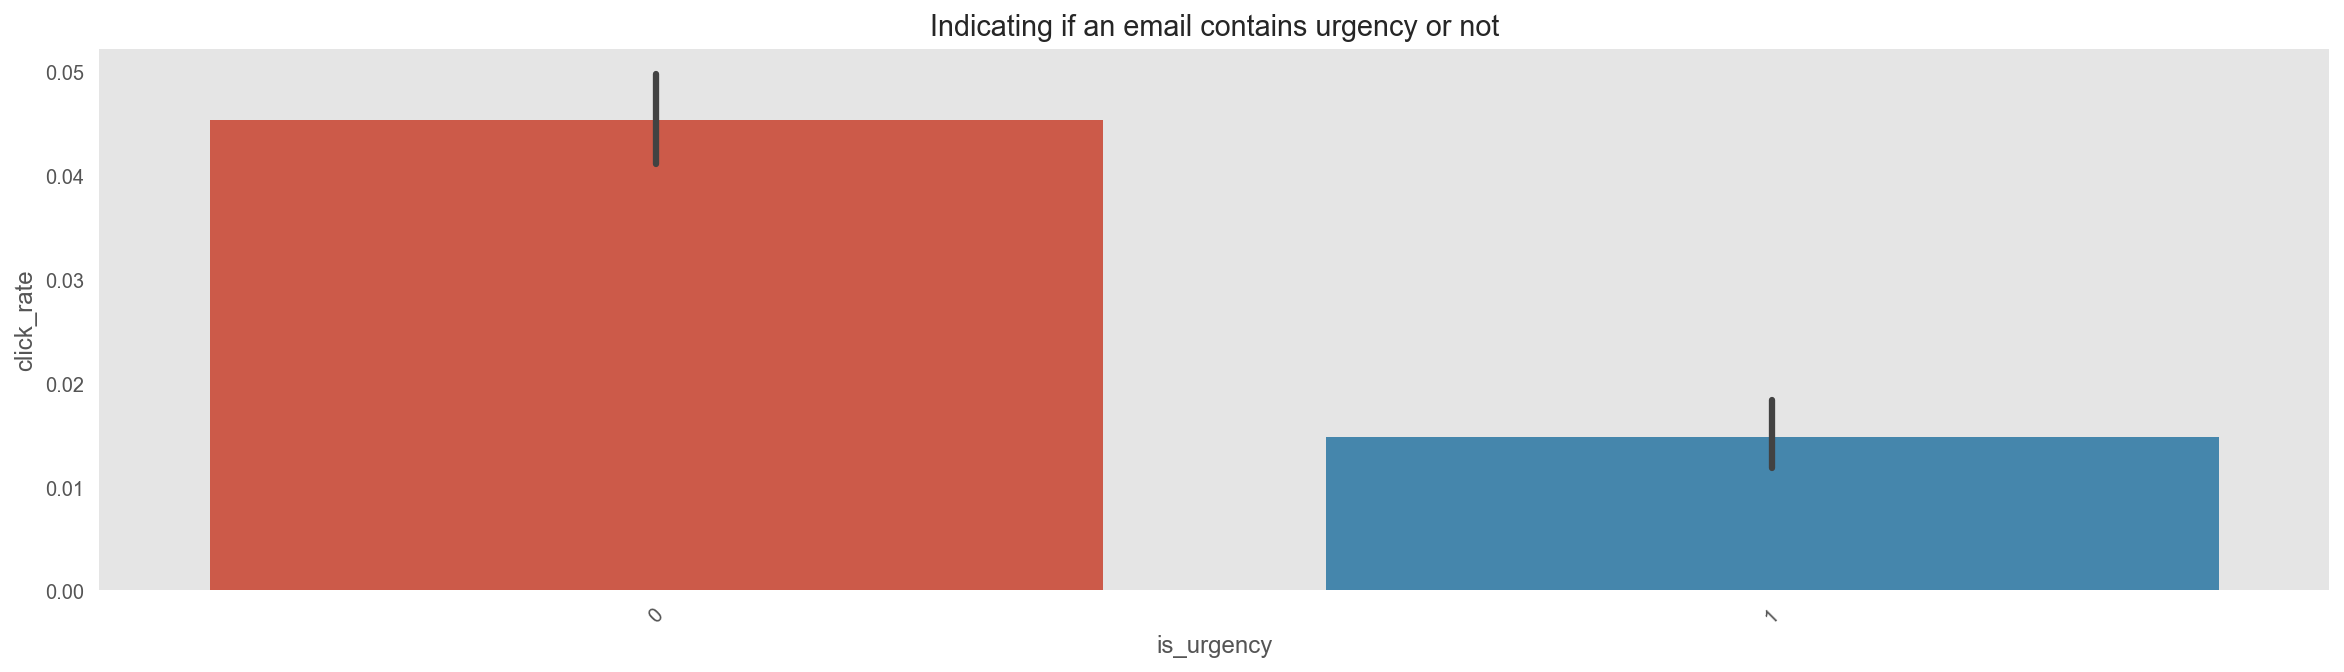 Indicating if an email contains urgency or not
0.05
0.04
0.03
0.02
0.01
0.00
click_rate
0
1
is_urgency